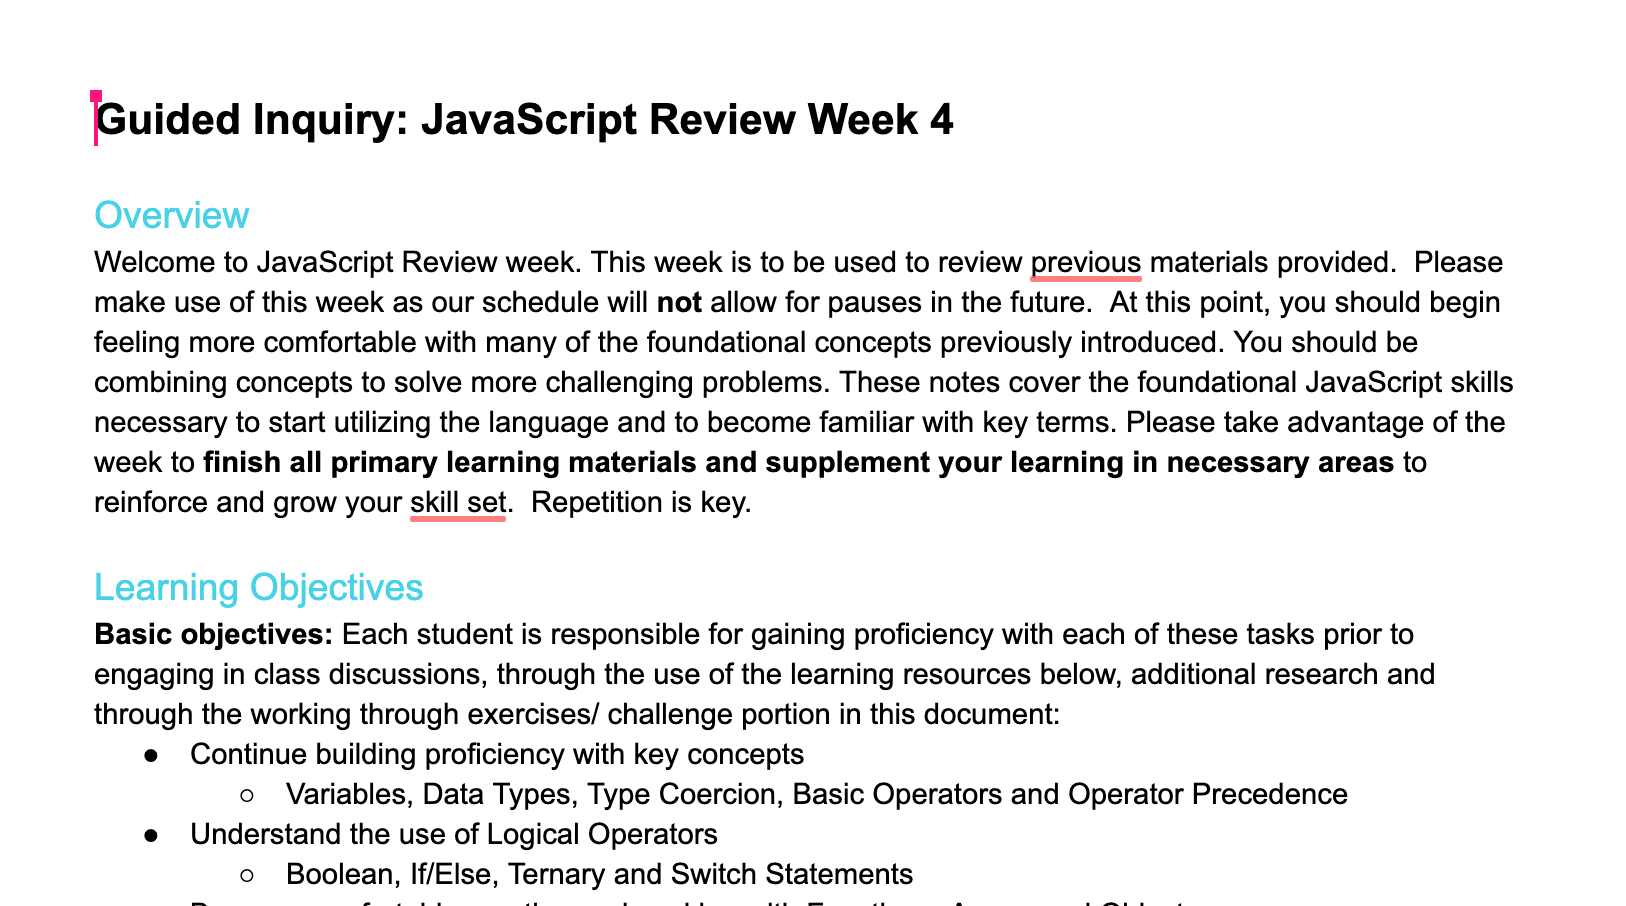 Guided Inquiry: JavaScript Review Week 4
Overview
Welcome to JavaScript Review week. This week is to be used to review previous materials provided.  Please
make use of this week as our schedule will not allow for pauses in the future.  At this point, you should begin
feeling more comfortable with many of the foundational concepts previously introduced. You should be
combining concepts to solve more challenging problems. These notes cover the foundational JavaScript skills
necessary to start utilizing the language and to become familiar with key terms. Please take advantage of the
week to finish all primary learning materials and supplement your learning in necessary areas to
reinforce and grow your skill set.  Repetition is key.
Learning Objectives
Basic objectives: Each student is responsible for gaining proficiency with each of these tasks prior to
engaging in class discussions, through the use of the learning resources below, additional research and
through the working through exercises/ challenge portion in this document:
● Continue building proficiency with key concepts
○ Variables, Data Types, Type Coercion, Basic Operators and Operator Precedence
● Understand the use of Logical Operators
○ Boolean, If/Else, Ternary and Switch Statements